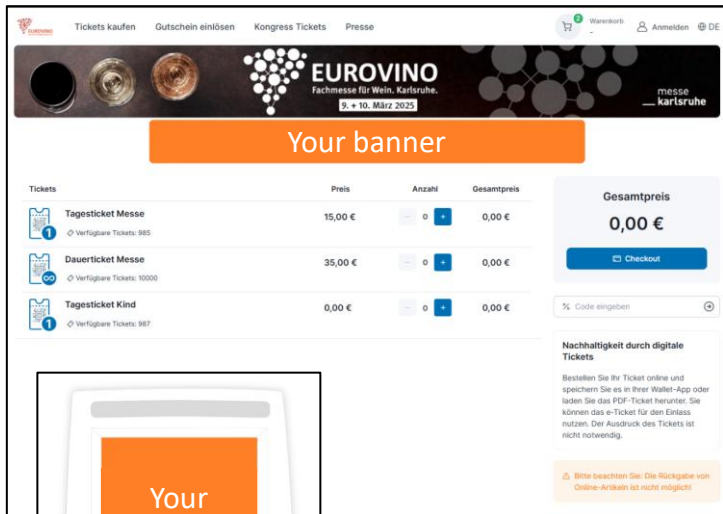 EUROVINO
Tickets kaufen Gutschein einlösen Kongress Tickets Presse
2 Warenkorb
-
Anmelden DE
EUROVINO
Fachmesse für Wein. Karlsruhe.
9. + 10. März 2025
messe
karlsruhe
Your banner
Tickets Preis Anzahl Gesamtpreis
Tagesticket Messe 15,00 € − 0 + 0,00 €
1 Verfügbare Tickets: 985
Dauerticket Messe 35,00 € − 0 + 0,00 €
∞ Verfügbare Tickets: 10000
Tagesticket Kind 0,00 € − 0 + 0,00 €
1 Verfügbare Tickets: 987
Gesamtpreis
0,00 €
Checkout
% Code eingeben
Nachhaltigkeit durch digitale
Tickets
Bestellen Sie Ihr Ticket online und
speichern Sie es in Ihrer Wallet-App oder
laden Sie das PDF-Ticket herunter. Sie
können das e-Ticket für den Einlass
nutzen. Der Ausdruck des Tickets ist
nicht notwendig.
Bitte beachten Sie: Die Rückgabe von
Online-Artikeln ist nicht möglich!
Your